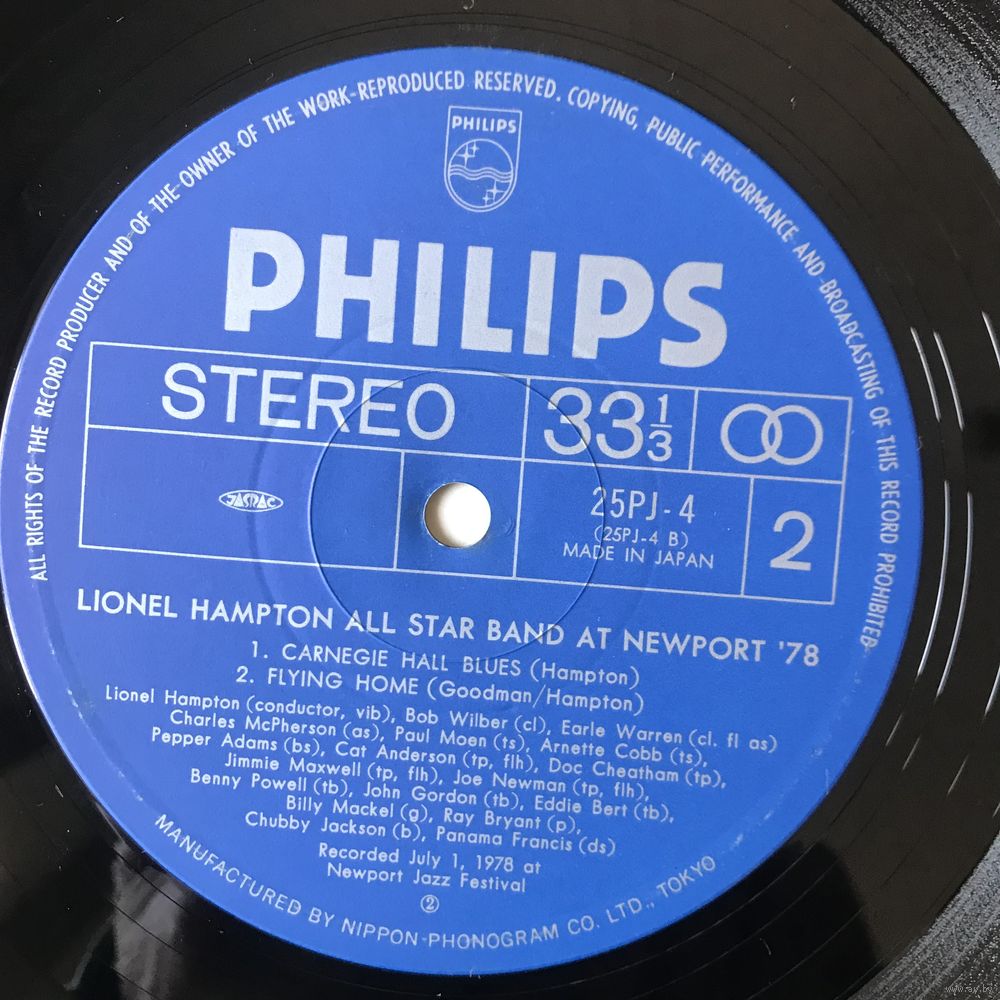 ALL RIGHTS OF THE RECORD PRODUCER AND OF THE OWNER OF THE WORK REPRODUCED RESERVED. COPYING, PUBLIC PERFORMANCE AND BROADCASTING OF THIS RECORD PROHIBITED
PHILIPS
PHILIPS
STEREO
33 1/3
JASRAC
25PJ-4
(25PJ-4 B)
MADE IN JAPAN
2
LIONEL HAMPTON ALL STAR BAND AT NEWPORT '78
1. CARNEGIE HALL BLUES (Hampton)
2. FLYING HOME (Goodman/Hampton)
Lionel Hampton (conductor, vib), Bob Wilber (cl), Earle Warren (cl. fl as)
Charles McPherson (as), Paul Moen (ts), Arnette Cobb (ts),
Pepper Adams (bs), Cat Anderson (tp, flh), Doc Cheatham (tp),
Jimmie Maxwell (tp, flh), Joe Newman (tp, flh),
Benny Powell (tb), John Gordon (tb), Eddie Bert (tb),
Billy Mackel (g), Ray Bryant (p),
Chubby Jackson (b), Panama Francis (ds)
Recorded July 1, 1978 at
Newport Jazz Festival
②
MANUFACTURED BY NIPPON-PHONOGRAM CO. LTD., TOKYO
www.ay.by